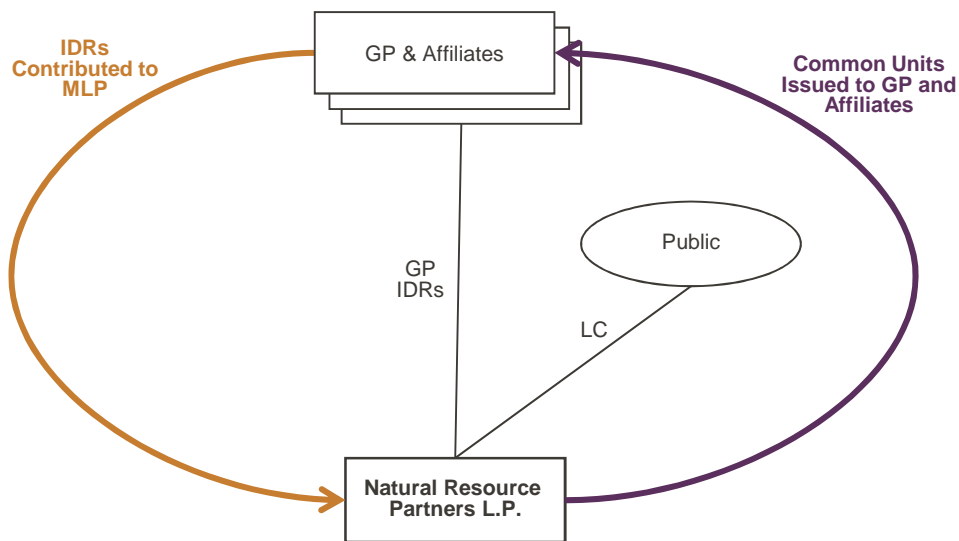 IDRs
Contributed to
MLP
GP & Affiliates
Common Units
Issued to GP and
Affiliates
Public
GP
IDRs
LC
Natural Resource
Partners L.P.